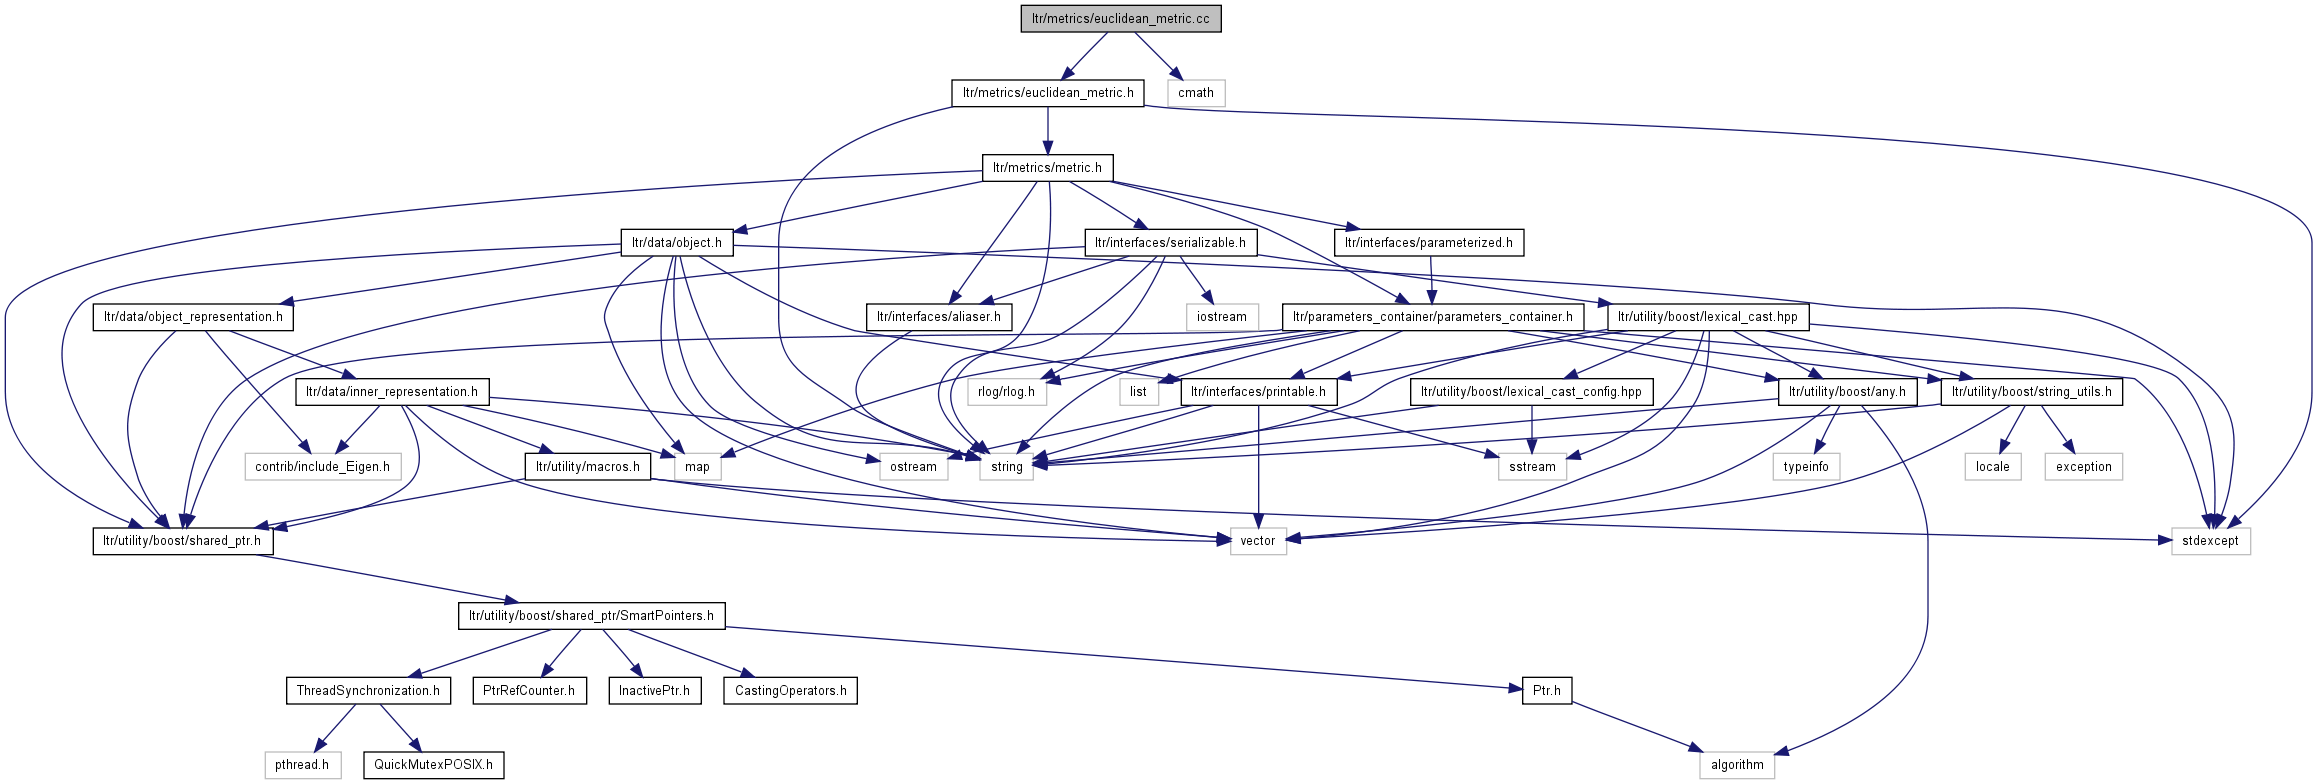 ltr/metrics/euclidean_metric.cc
ltr/metrics/euclidean_metric.h
cmath
ltr/metrics/metric.h
ltr/data/object.h
ltr/interfaces/serializable.h
ltr/interfaces/parameterized.h
ltr/data/object_representation.h
ltr/interfaces/aliaser.h
iostream
ltr/parameters_container/parameters_container.h
ltr/utility/boost/lexical_cast.hpp
ltr/data/inner_representation.h
rlog/rlog.h
list
ltr/interfaces/printable.h
ltr/utility/boost/lexical_cast_config.hpp
ltr/utility/boost/any.h
ltr/utility/boost/string_utils.h
contrib/include_Eigen.h
ltr/utility/macros.h
map
ostream
string
sstream
typeinfo
locale
exception
ltr/utility/boost/shared_ptr.h
vector
stdexcept
ltr/utility/boost/shared_ptr/SmartPointers.h
ThreadSynchronization.h
PtrRefCounter.h
InactivePtr.h
CastingOperators.h
Ptr.h
pthread.h
QuickMutexPOSIX.h
algorithm